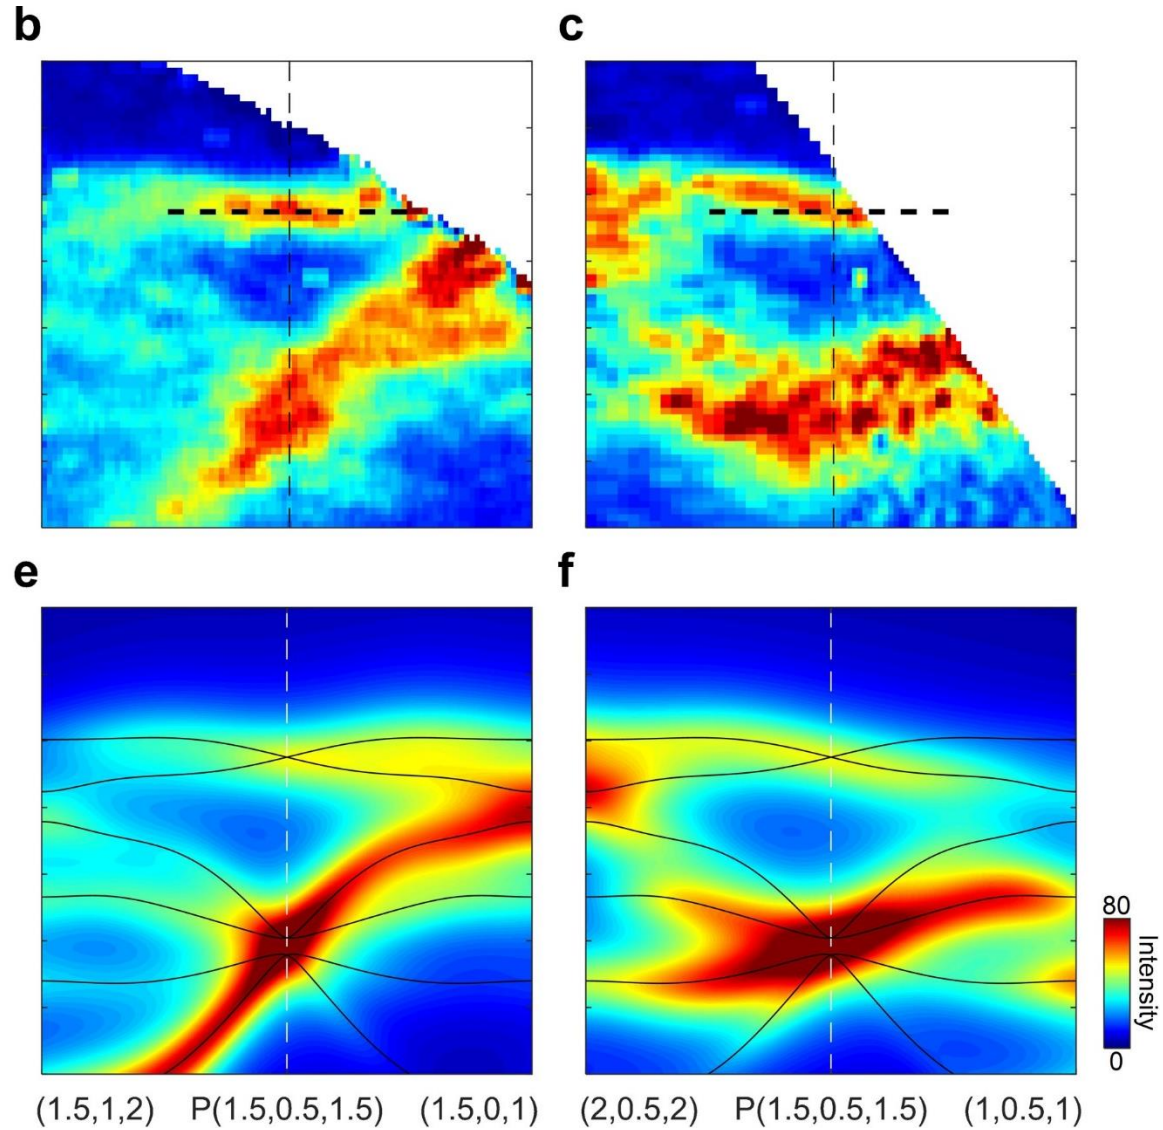 b
c
e
f
80
Intensity
0
(1.5,1,2)
P(1.5,0.5,1.5)
(1.5,0,1)
(2,0.5,2)
P(1.5,0.5,1.5)
(1,0.5,1)